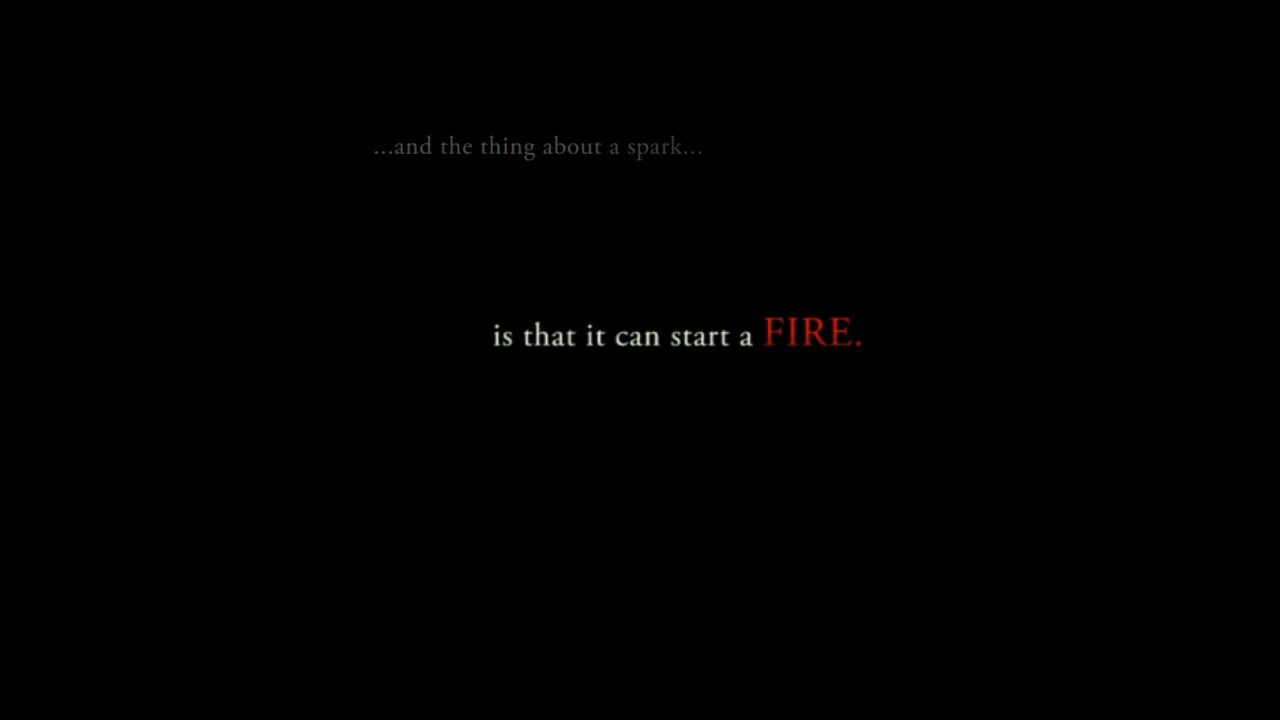 ...and the thing about a spark...
is that it can start a FIRE.